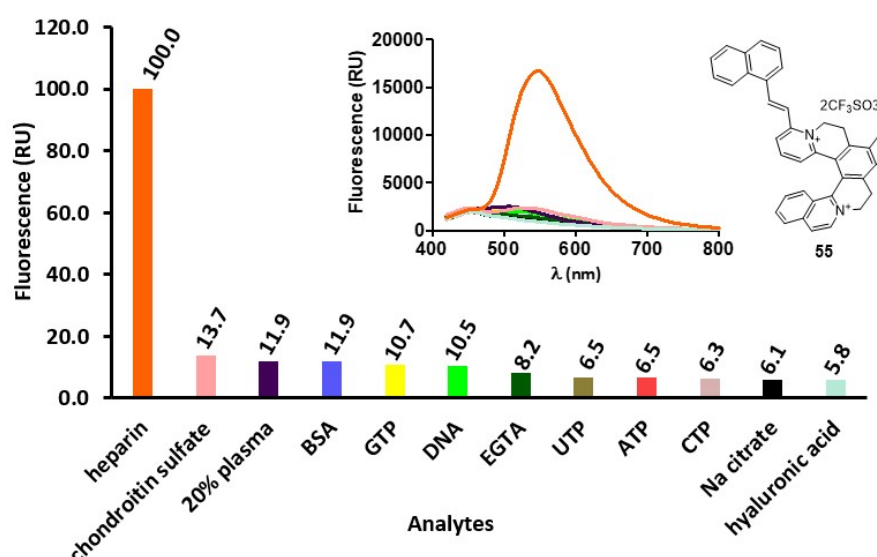 120.0
100.0
80.0
60.0
40.0
20.0
0.0
Fluorescence (RU)
100.0
13.7
11.9
11.9
10.7
10.5
8.2
6.5
6.5
6.3
6.1
5.8
heparin
chondroitin sulfate
20% plasma
BSA
GTP
DNA
EGTA
UTP
ATP
CTP
Na citrate
hyaluronic acid
Analytes
Fluorescence (RU)
20000
15000
10000
5000
0
400
500
600
700
800
λ (nm)
2CF₃SO3
N⁺
N⁺
55